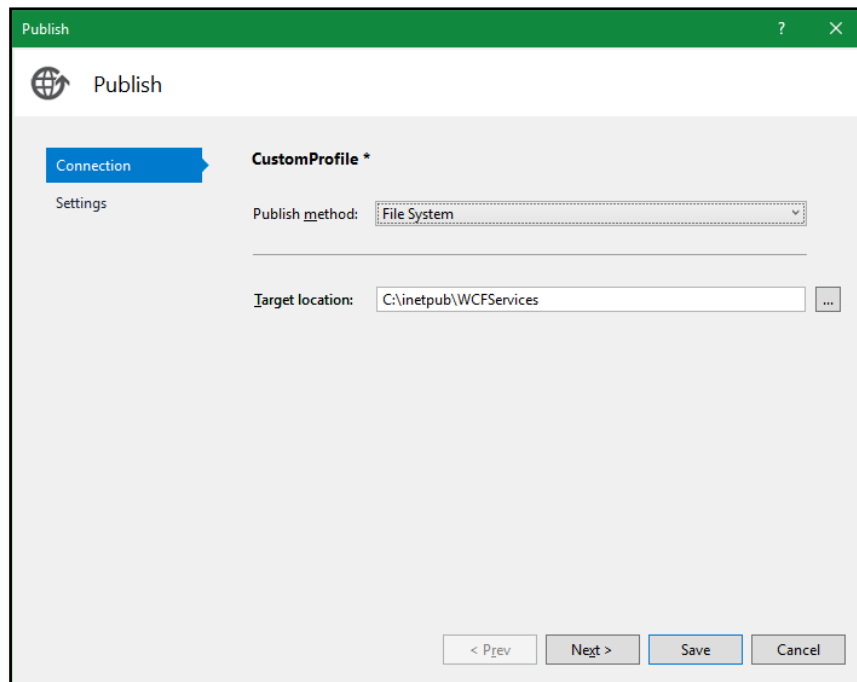 Publish ? ✕
Publish
Connection
Settings
CustomProfile *
Publish method: File System
Target location: C:\inetpub\WCFServices ...
< Prev Next > Save Cancel